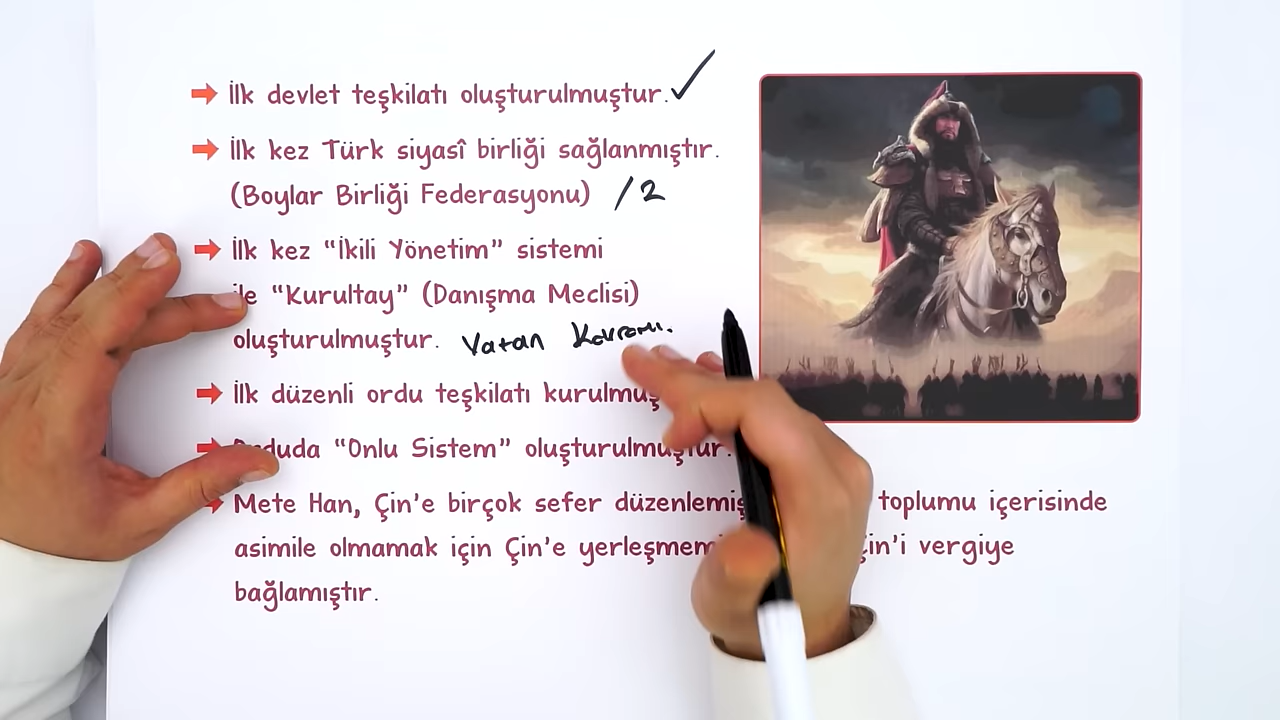 İlk devlet teşkilatı oluşturulmuştur. ✓
İlk kez Türk siyasî birliği sağlanmıştır.
(Boylar Birliği Federasyonu) /2
İlk kez “İkili Yönetim” sistemi
ile “Kurultay” (Danışma Meclisi)
oluşturulmuştur. Vatan Kavramı.
İlk düzenli ordu teşkilatı
“Onlu Sistem” oluşturulmuştur.
Mete Han, Çin’e birçok sefer toplumu içerisinde
asimile olmamak için Çin’e Çin’i vergiye
bağlamıştır.